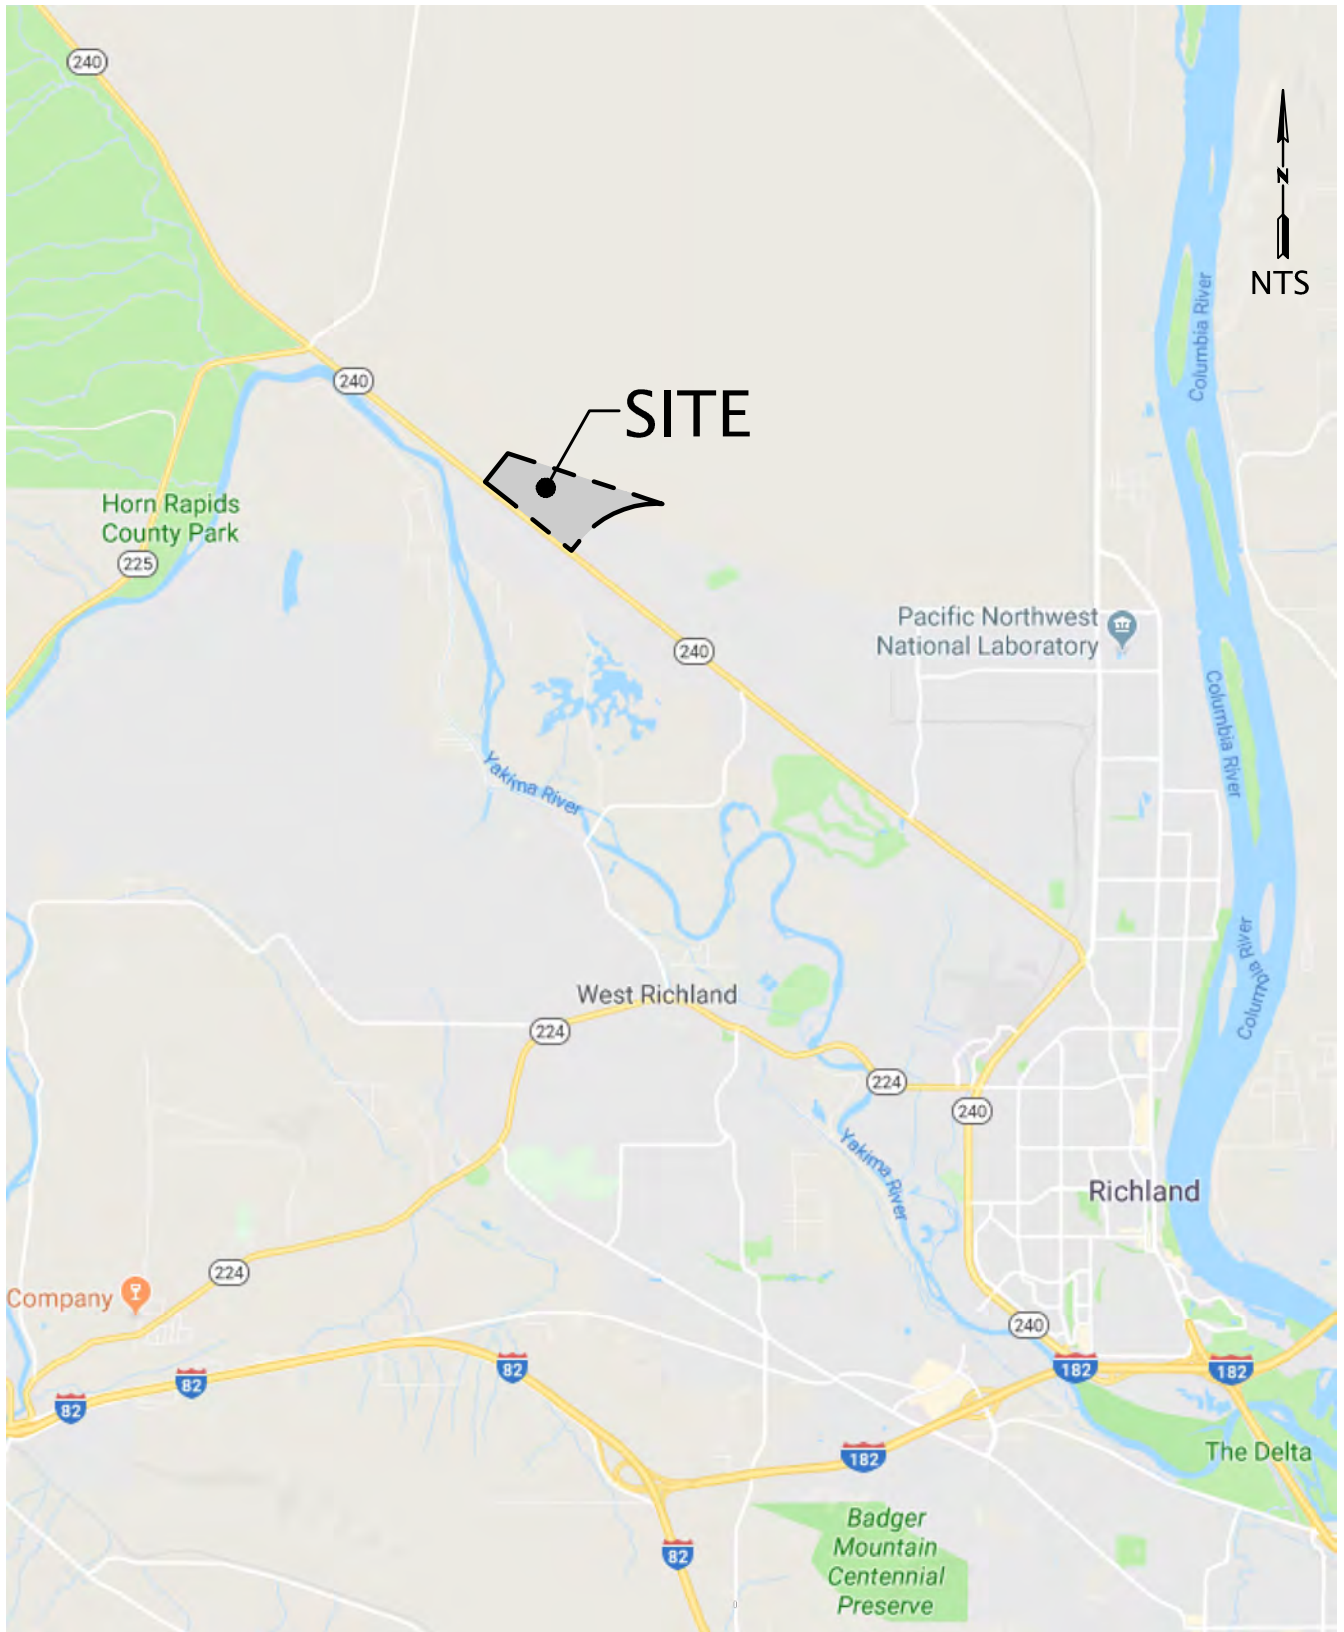 240
N
NTS
Columbia River
240
SITE
Horn Rapids
County Park
225
Pacific Northwest
National Laboratory
240
Columbia River
Yakima River
Columbia River
West Richland
224
224
240
Yakima River
Richland
224
Company
240
82
82
82
182
182
182
The Delta
Badger
Mountain
Centennial
Preserve
82